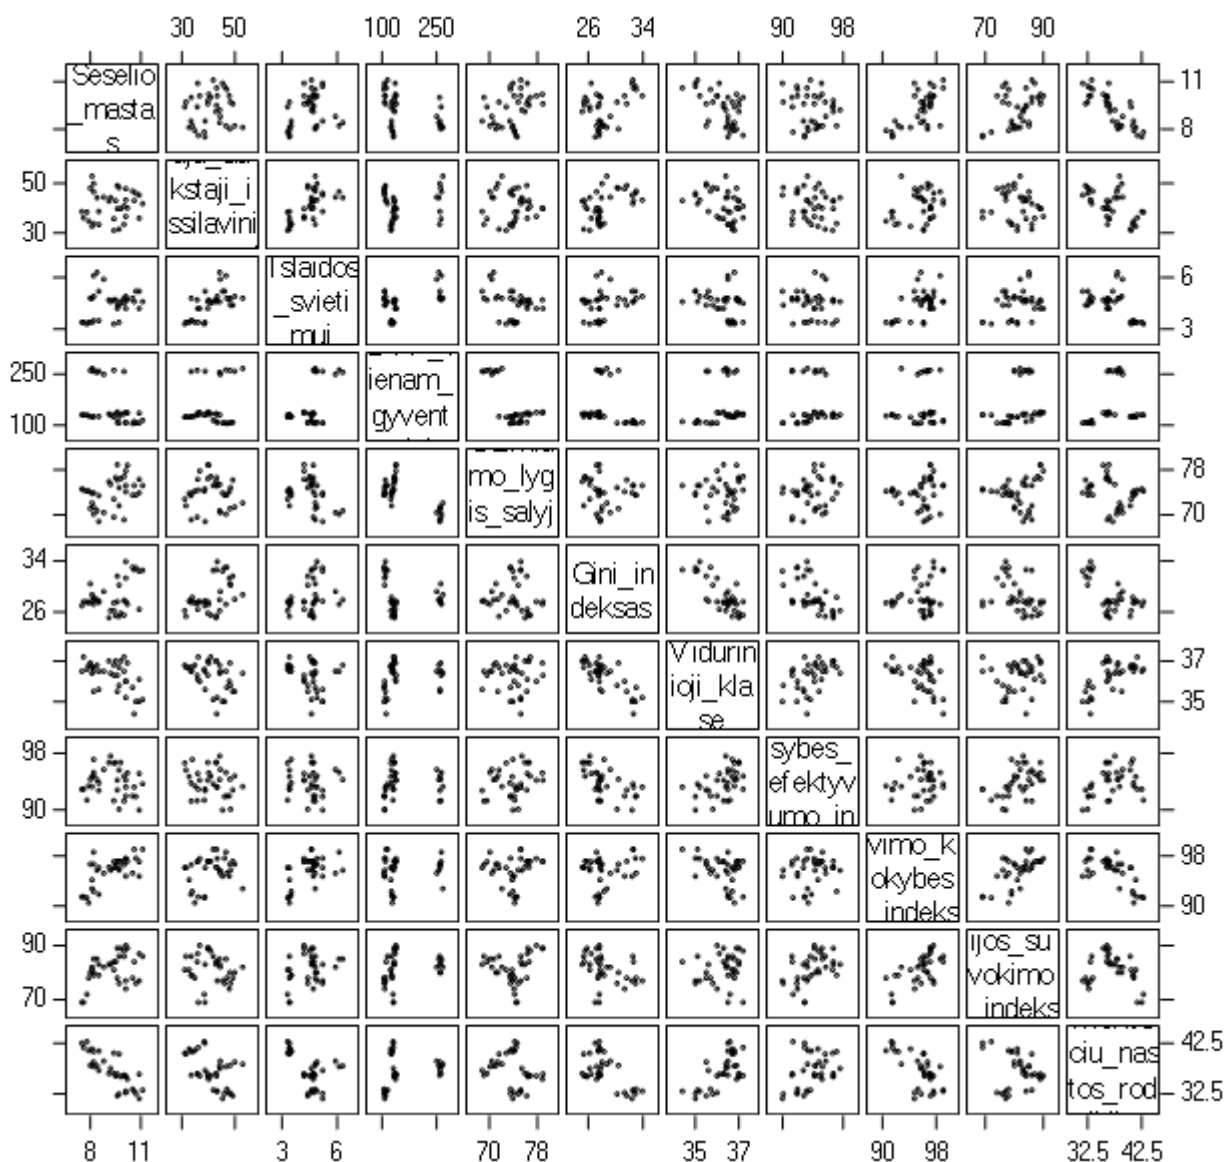 30 50 100 250 26 34 90 98 70 90
Seselio
_masta
s
11
8
50
30
kstaji_i
ssilavini
Islaidos
_svieti
mui
6
3
250
100
ienam_
gyvent
mo_lyg
is_salyj
78
70
34
26
Gini_in
deksas
Vidurin
ioji_kla
se
37
35
98
90
sybes_
efektyv
umo_in
vimo_k
okybes
_indeks
98
90
90
70
ijos_su
vokimo
_indeks
ciu_nas
tos_rod
42.5
32.5
8 11 3 6 70 78 35 37 90 98 32.5 42.5